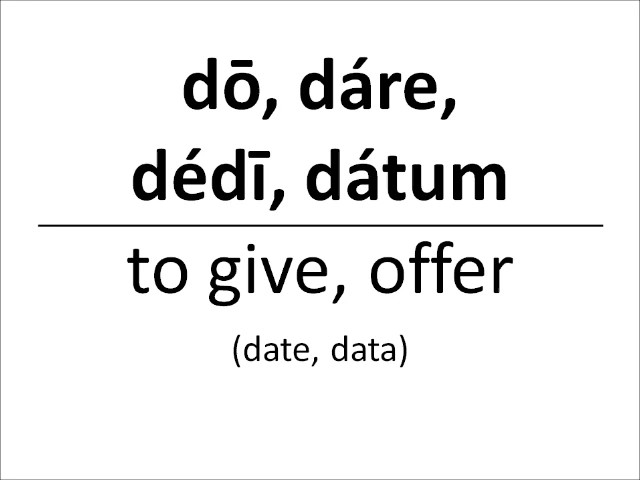 dō, dáre,
dédī, dátum
to give, offer
(date, data)